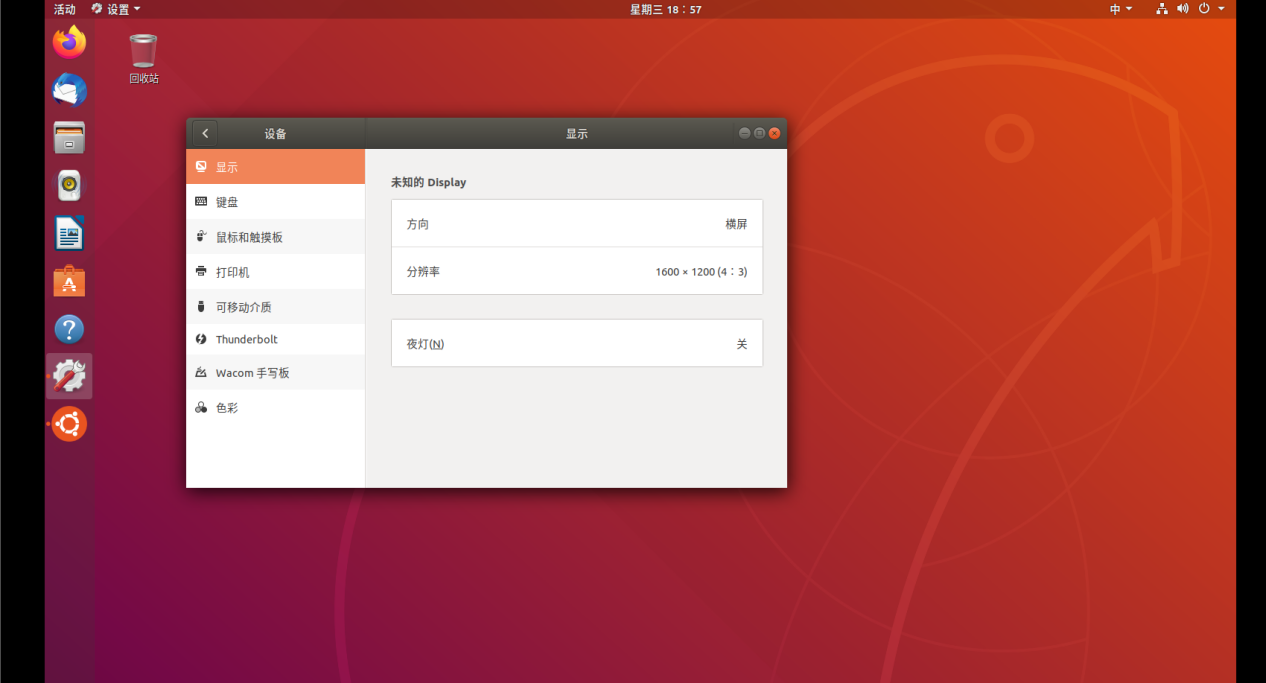 活动 设置 星期三 18：57 中
回收站
设备 显示
显示
键盘
鼠标和触摸板
打印机
可移动介质
Thunderbolt
Wacom 手写板
色彩
未知的 Display
方向 横屏
分辨率 1600 × 1200 (4：3)
夜灯(N) 关